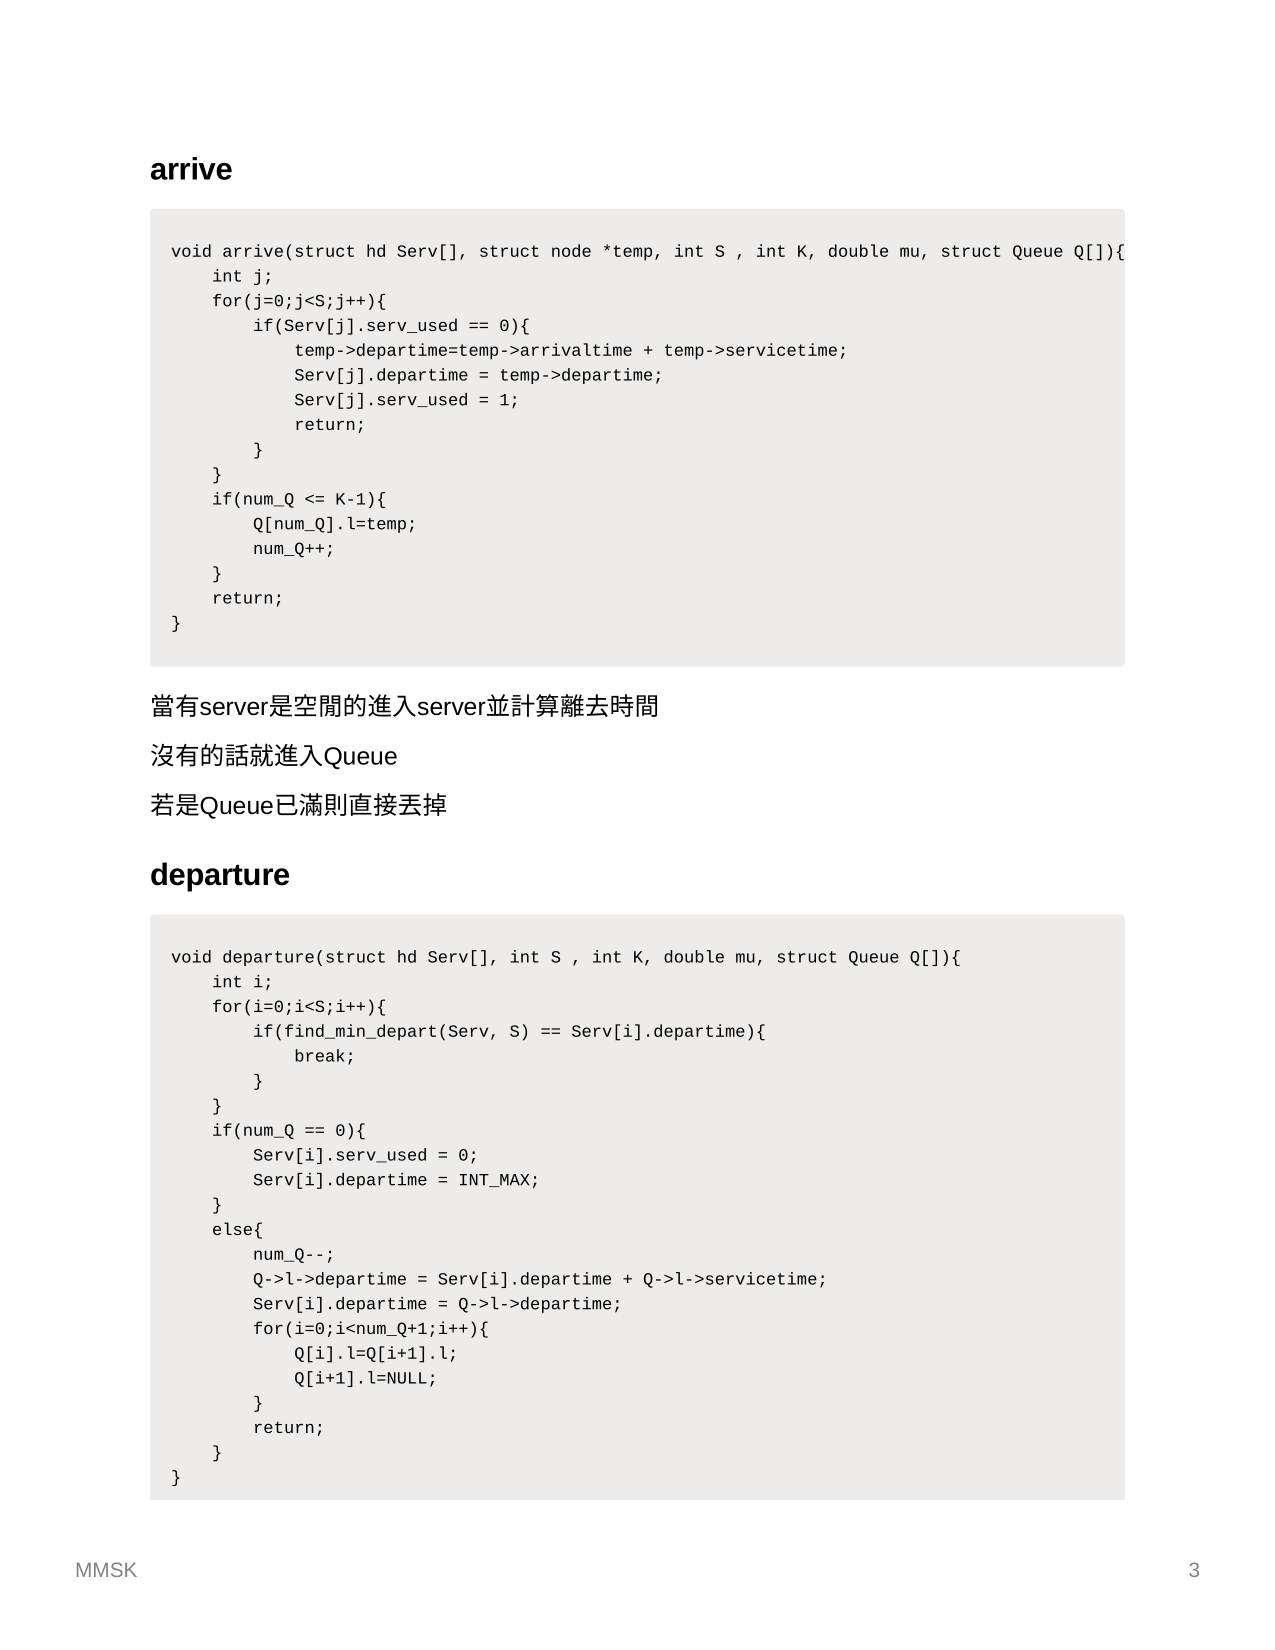 arrive
void arrive(struct hd Serv[], struct node *temp, int S , int K, double mu, struct Queue Q[]){
    int j;
    for(j=0;j<S;j++){
        if(Serv[j].serv_used == 0){
            temp->departime=temp->arrivaltime + temp->servicetime;
            Serv[j].departime = temp->departime;
            Serv[j].serv_used = 1;
            return;
        }
    }
    if(num_Q <= K-1){
        Q[num_Q].l=temp;
        num_Q++;
    }
    return;
}
當有server是空閒的進入server並計算離去時間
沒有的話就進入Queue
若是Queue已滿則直接丟掉
departure
void departure(struct hd Serv[], int S , int K, double mu, struct Queue Q[]){
    int i;
    for(i=0;i<S;i++){
        if(find_min_depart(Serv, S) == Serv[i].departime){
            break;
        }
    }
    if(num_Q == 0){
        Serv[i].serv_used = 0;
        Serv[i].departime = INT_MAX;
    }
    else{
        num_Q--;
        Q->l->departime = Serv[i].departime + Q->l->servicetime;
        Serv[i].departime = Q->l->departime;
        for(i=0;i<num_Q+1;i++){
            Q[i].l=Q[i+1].l;
            Q[i+1].l=NULL;
        }
        return;
    }
}
MMSK 3